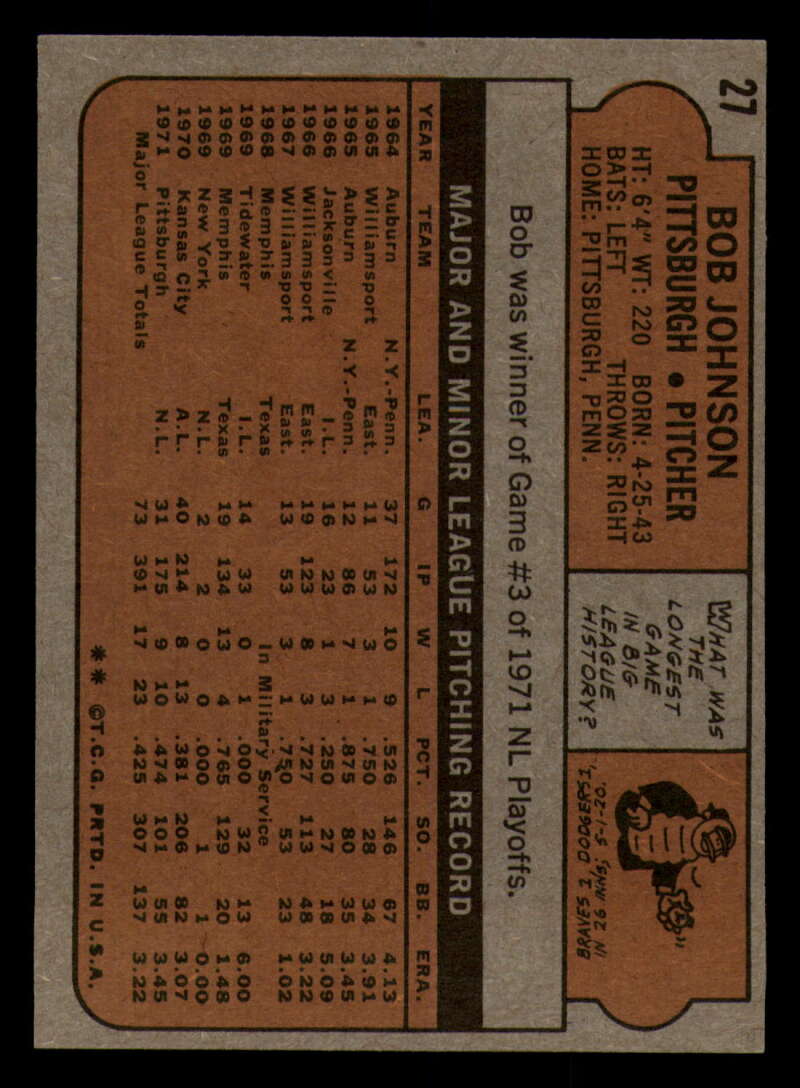 27
BOB JOHNSON
PITTSBURGH • PITCHER
HT: 6'4" WT: 220 BORN: 4-25-43
BATS: LEFT THROWS: RIGHT
HOME: PITTSBURGH, PENN.
WHAT WAS
THE
LONGEST
GAME
IN BIG
LEAGUE
HISTORY?
BRAVES 1, DODGERS 1,
IN 26 INNS., 5-1-20.
Bob was winner of Game #3 of 1971 NL Playoffs.
MAJOR AND MINOR LEAGUE PITCHING RECORD
YEAR TEAM LEA. G IP W L PCT. SO. BB. ERA.
1964 Auburn N.Y.-Penn. 37 172 10 9 .526 146 67 4.13
1965 Williamsport East. 11 53 3 1 .750 28 34 3.91
1965 Auburn N.Y.-Penn. 12 86 7 1 .875 80 35 3.45
1966 Jacksonville I.L. 16 23 1 3 .250 27 18 5.09
1966 Williamsport East. 19 123 8 3 .727 113 48 3.22
1967 Williamsport East. 13 53 3 1 .750 53 23 1.02
1968 Memphis Texas In Military Service
1969 Tidewater I.L. 14 33 0 1 .000 32 13 6.00
1969 Memphis Texas 19 134 13 4 .765 129 20 1.48
1969 New York N.L. 2 2 0 0 .000 1 1 0.00
1970 Kansas City A.L. 40 214 8 13 .381 206 82 3.07
1971 Pittsburgh N.L. 31 175 9 10 .474 101 55 3.45
Major League Totals 73 391 17 23 .425 307 137 3.22
** ©T.C.G. PRTD. IN U.S.A.